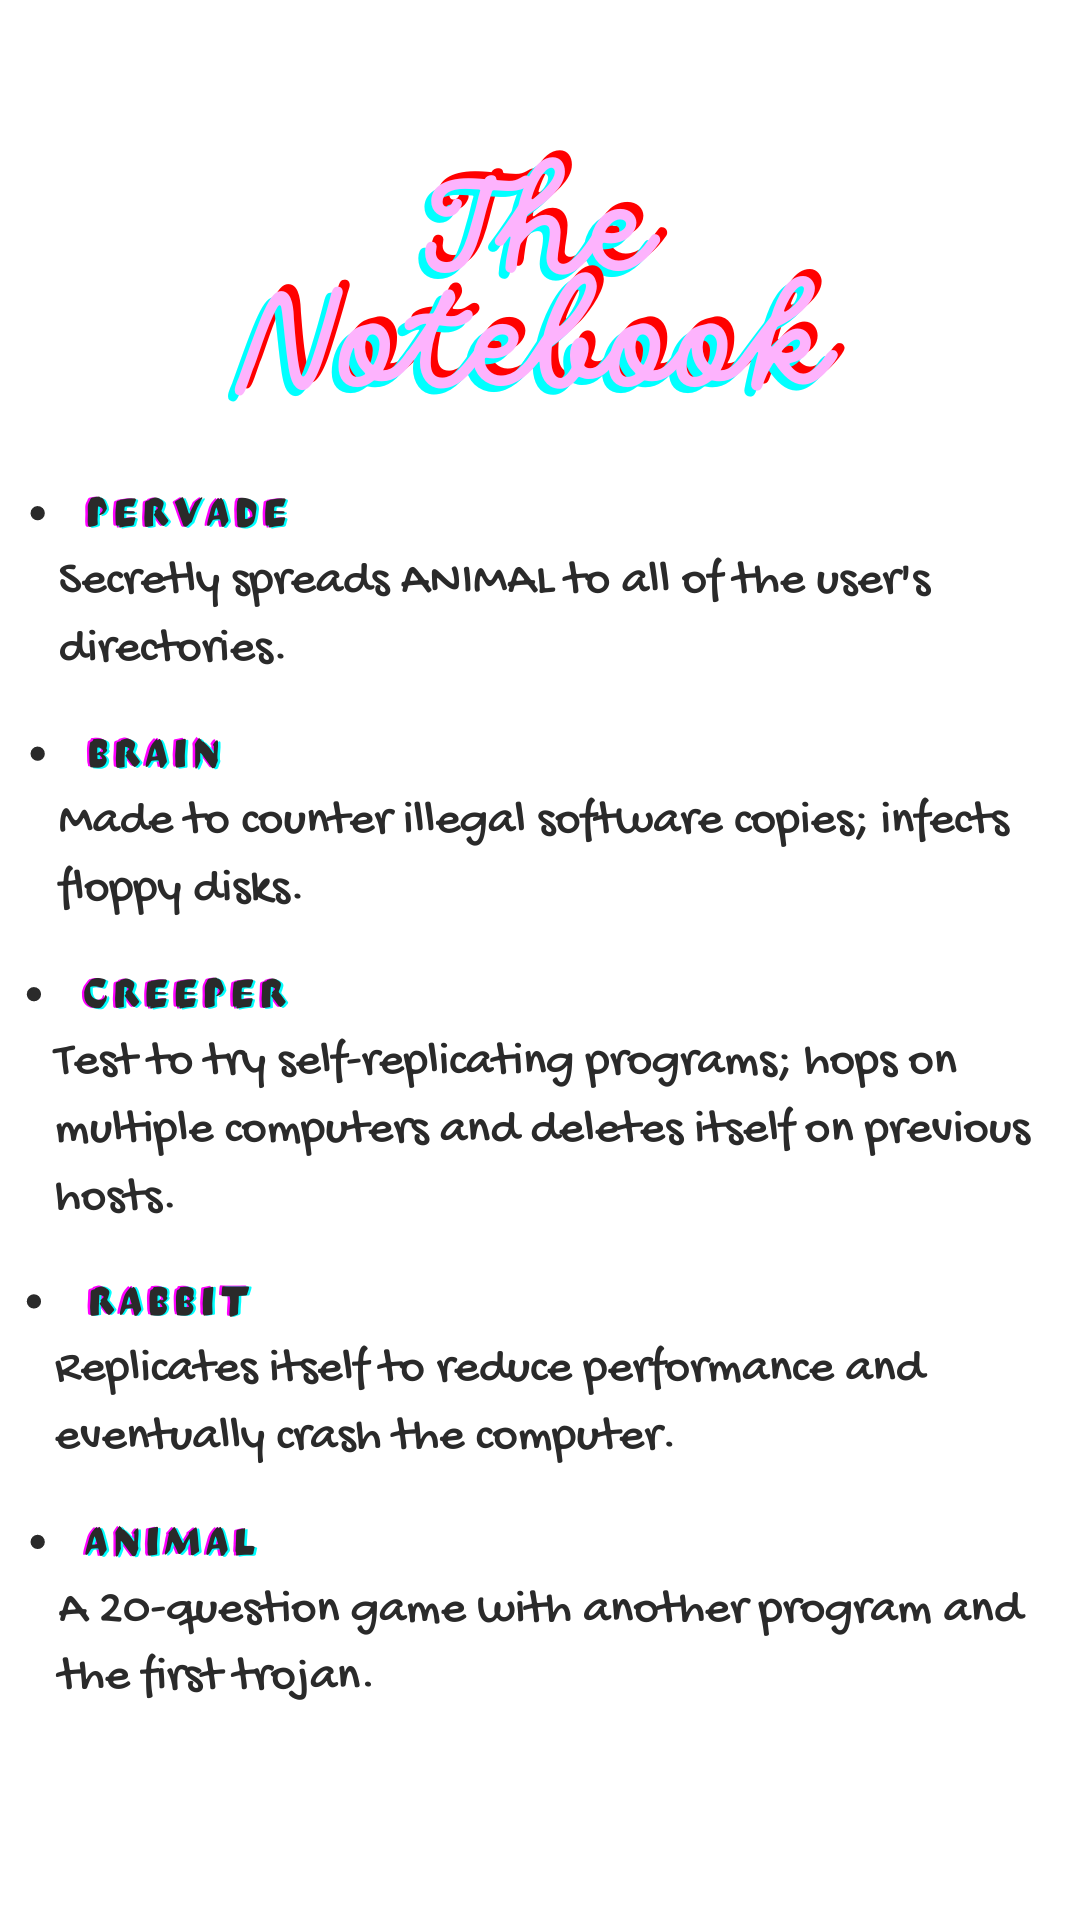 The
Notebook
• PERVADE
Secretly spreads ANIMAL to all of the user's
directories.
• BRAIN
Made to counter illegal software copies; infects
floppy disks.
• CREEPER
Test to try self-replicating programs; hops on
multiple computers and deletes itself on previous
hosts.
• RABBIT
Replicates itself to reduce performance and
eventually crash the computer.
• ANIMAL
A 20-question game with another program and
the first trojan.